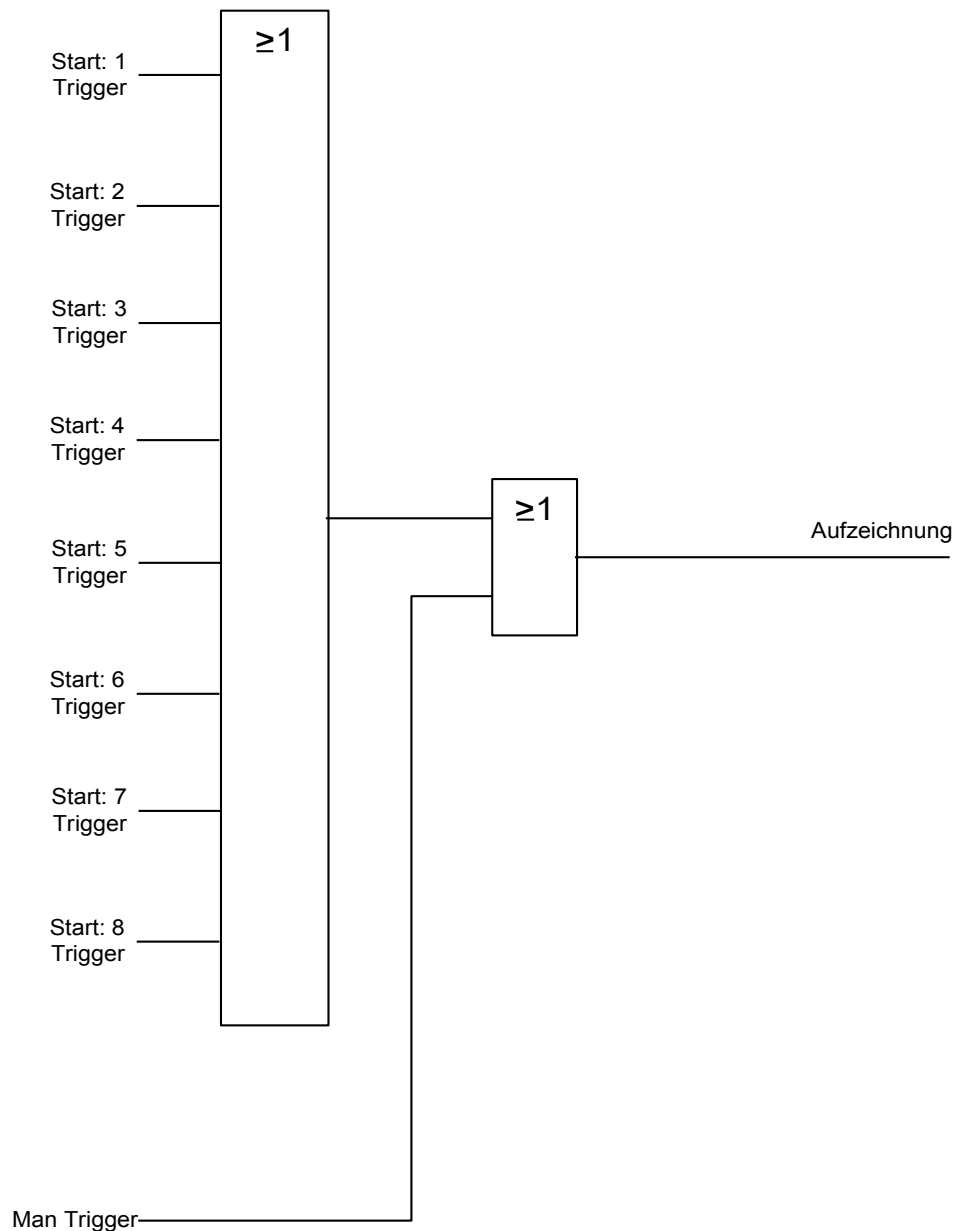 ≥1
Start: 1
Trigger
Start: 2
Trigger
Start: 3
Trigger
Start: 4
Trigger
≥1
Aufzeichnung
Start: 5
Trigger
Start: 6
Trigger
Start: 7
Trigger
Start: 8
Trigger
Man Trigger